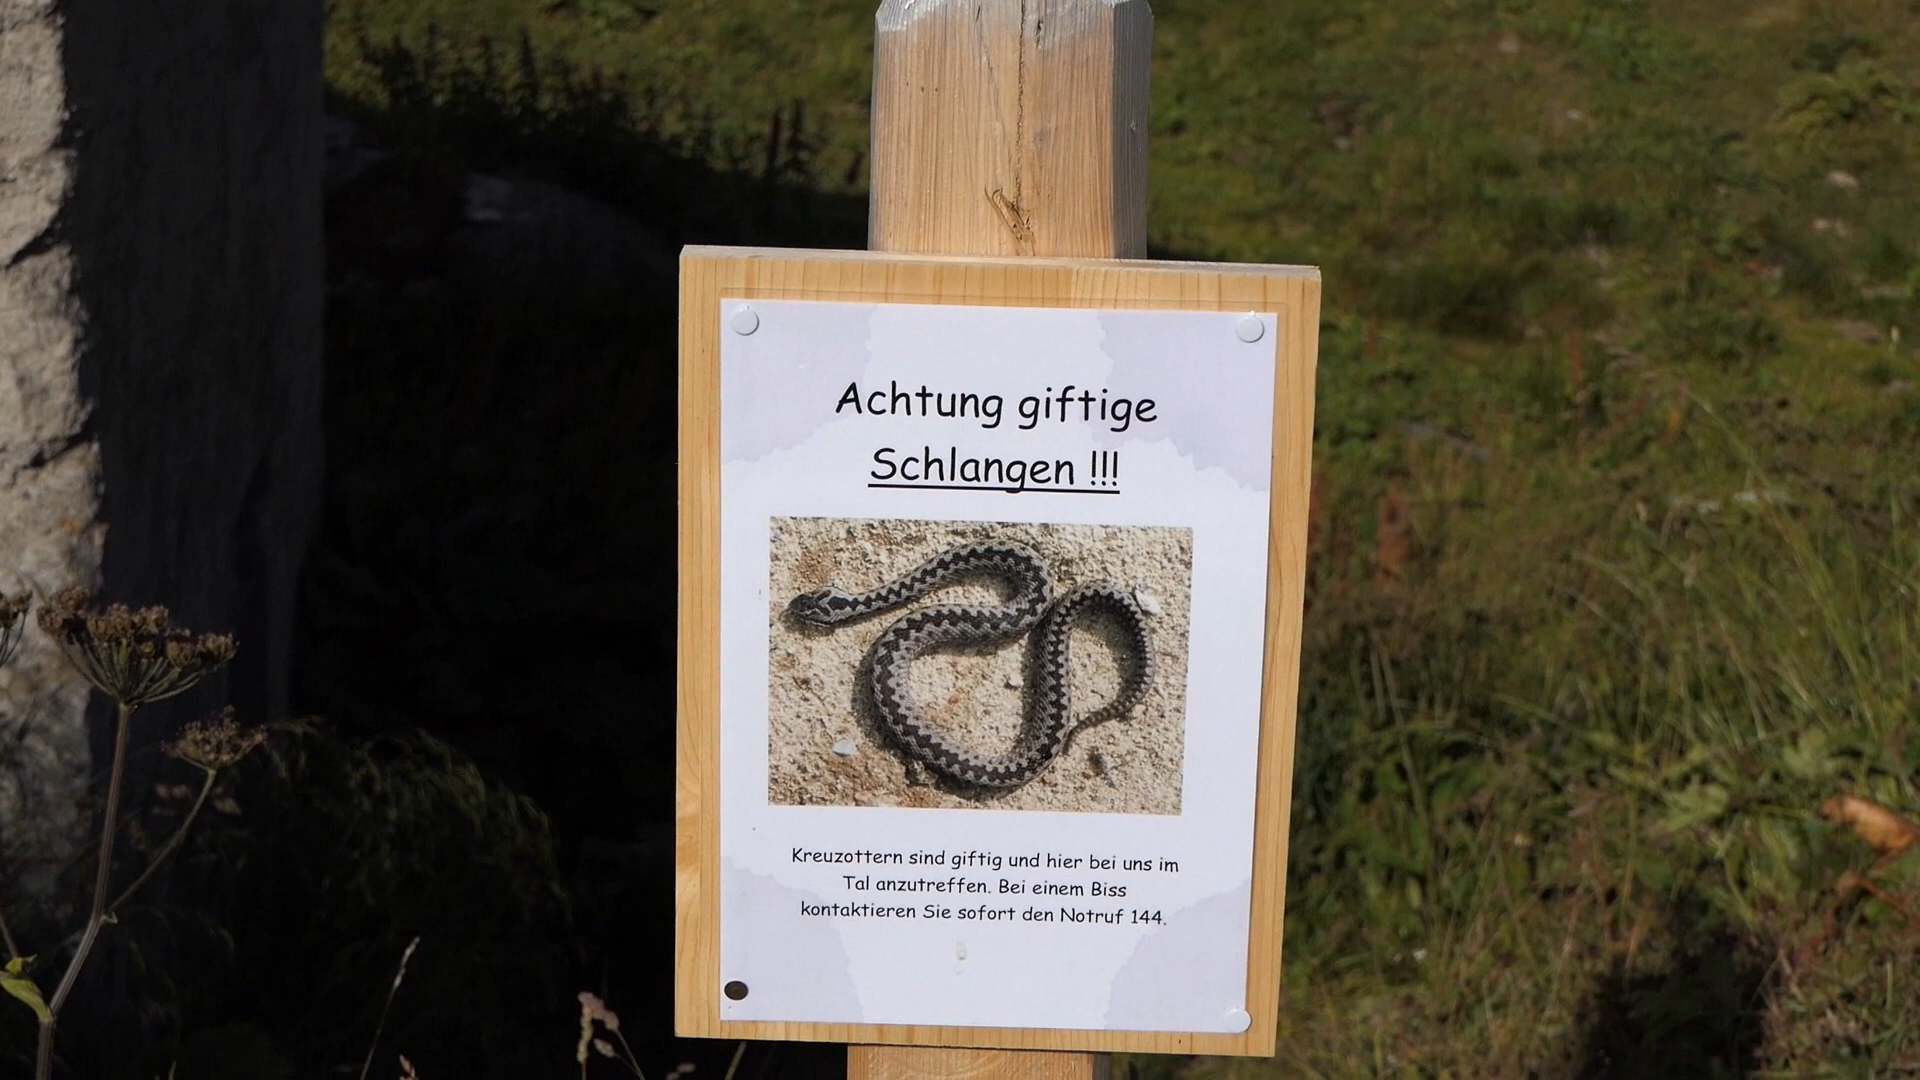 Achtung giftige
Schlangen !!!
Kreuzottern sind giftig und hier bei uns im
Tal anzutreffen. Bei einem Biss
kontaktieren Sie sofort den Notruf 144.